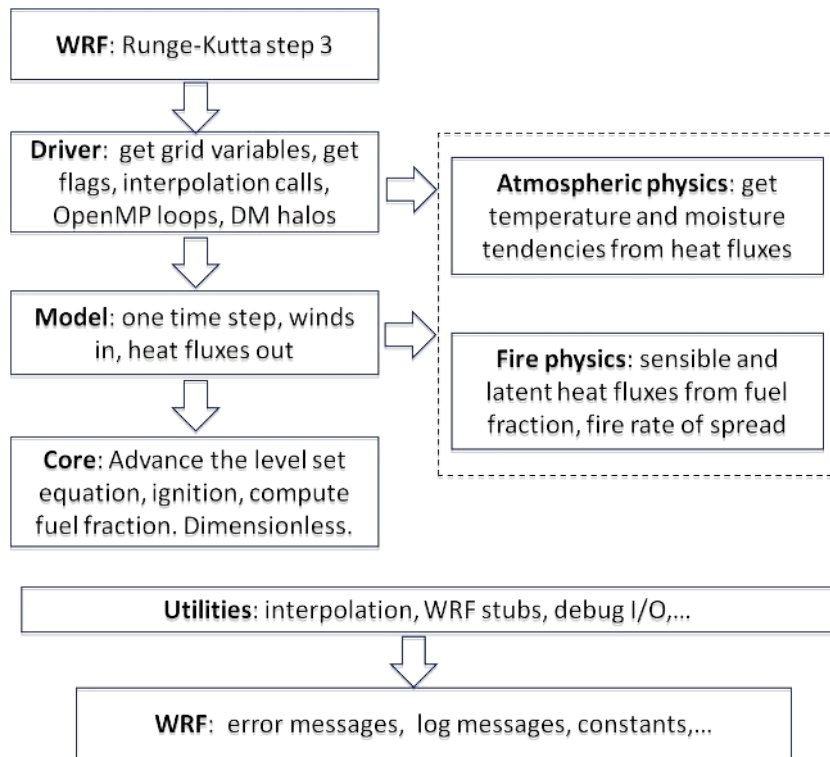 WRF: Runge-Kutta step 3
Driver: get grid variables, get
flags, interpolation calls,
OpenMP loops, DM halos
Atmospheric physics: get
temperature and moisture
tendencies from heat fluxes
Model: one time step, winds
in, heat fluxes out
Fire physics: sensible and
latent heat fluxes from fuel
fraction, fire rate of spread
Core: Advance the level set
equation, ignition, compute
fuel fraction. Dimensionless.
Utilities: interpolation, WRF stubs, debug I/O,...
WRF: error messages, log messages, constants,...